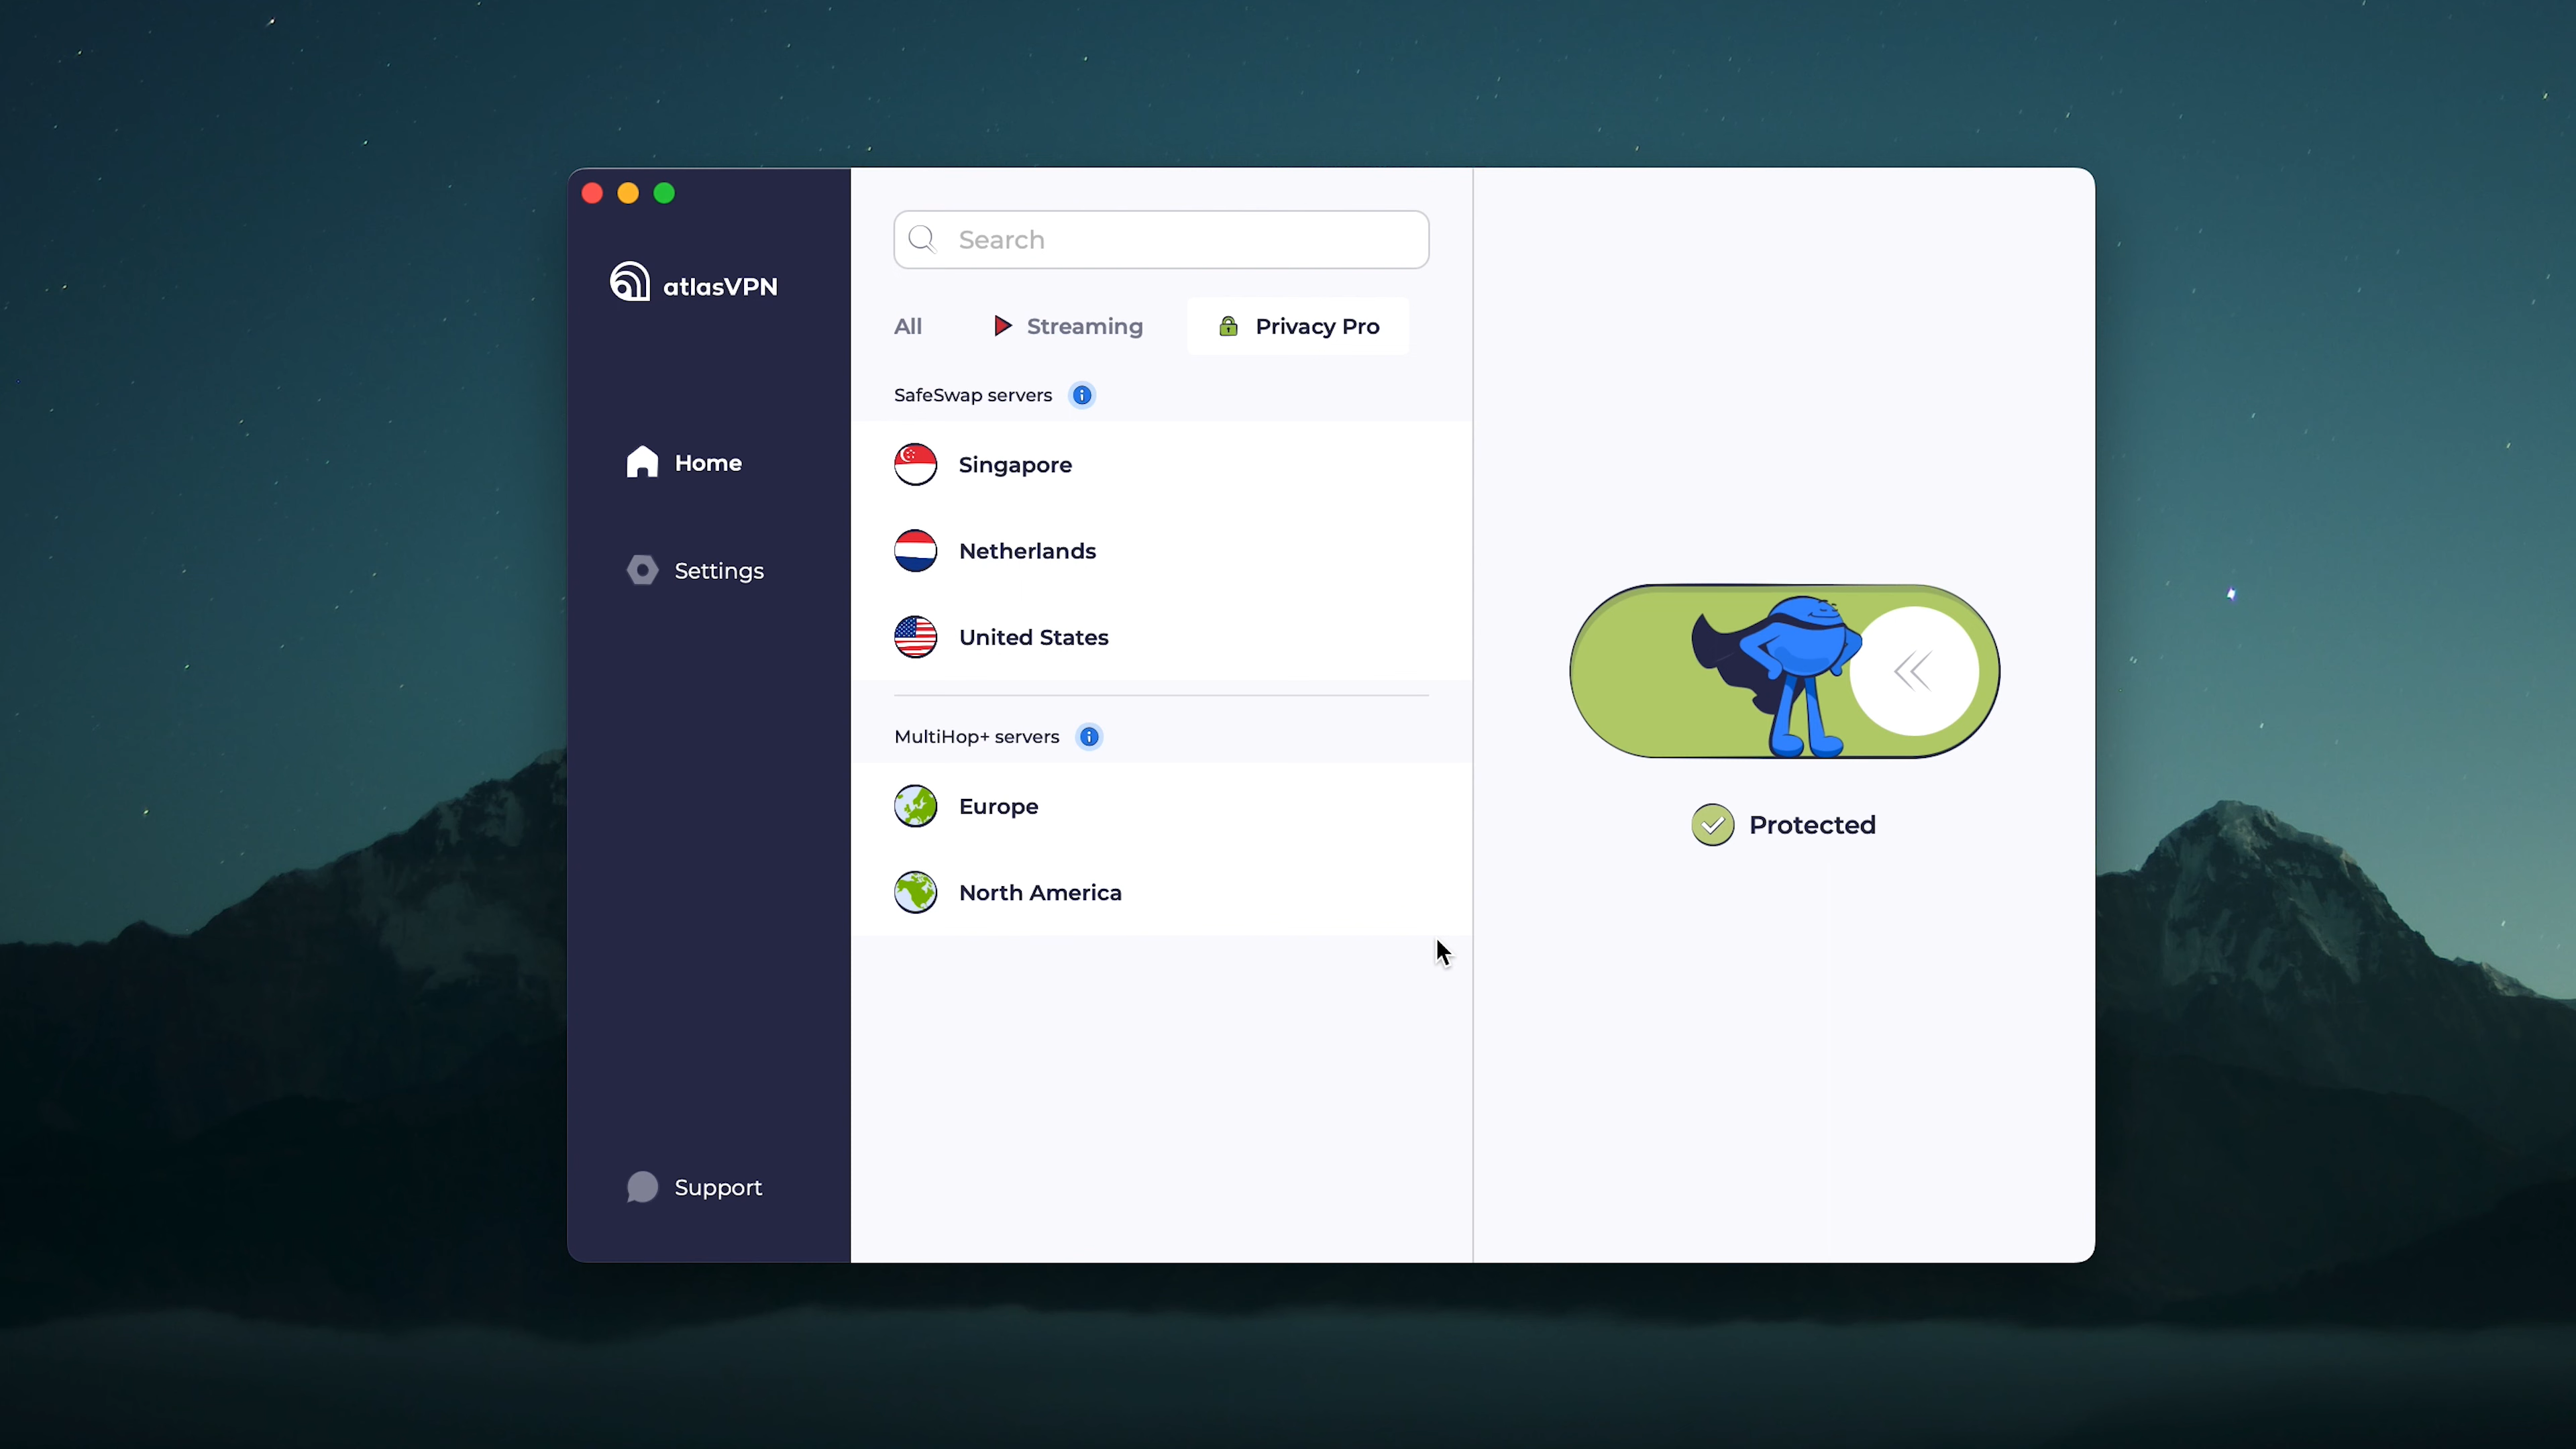 atlasVPN
Home
Settings
Support
Search
All
Streaming
Privacy Pro
SafeSwap servers
Singapore
Netherlands
United States
MultiHop+ servers
Europe
North America
Protected